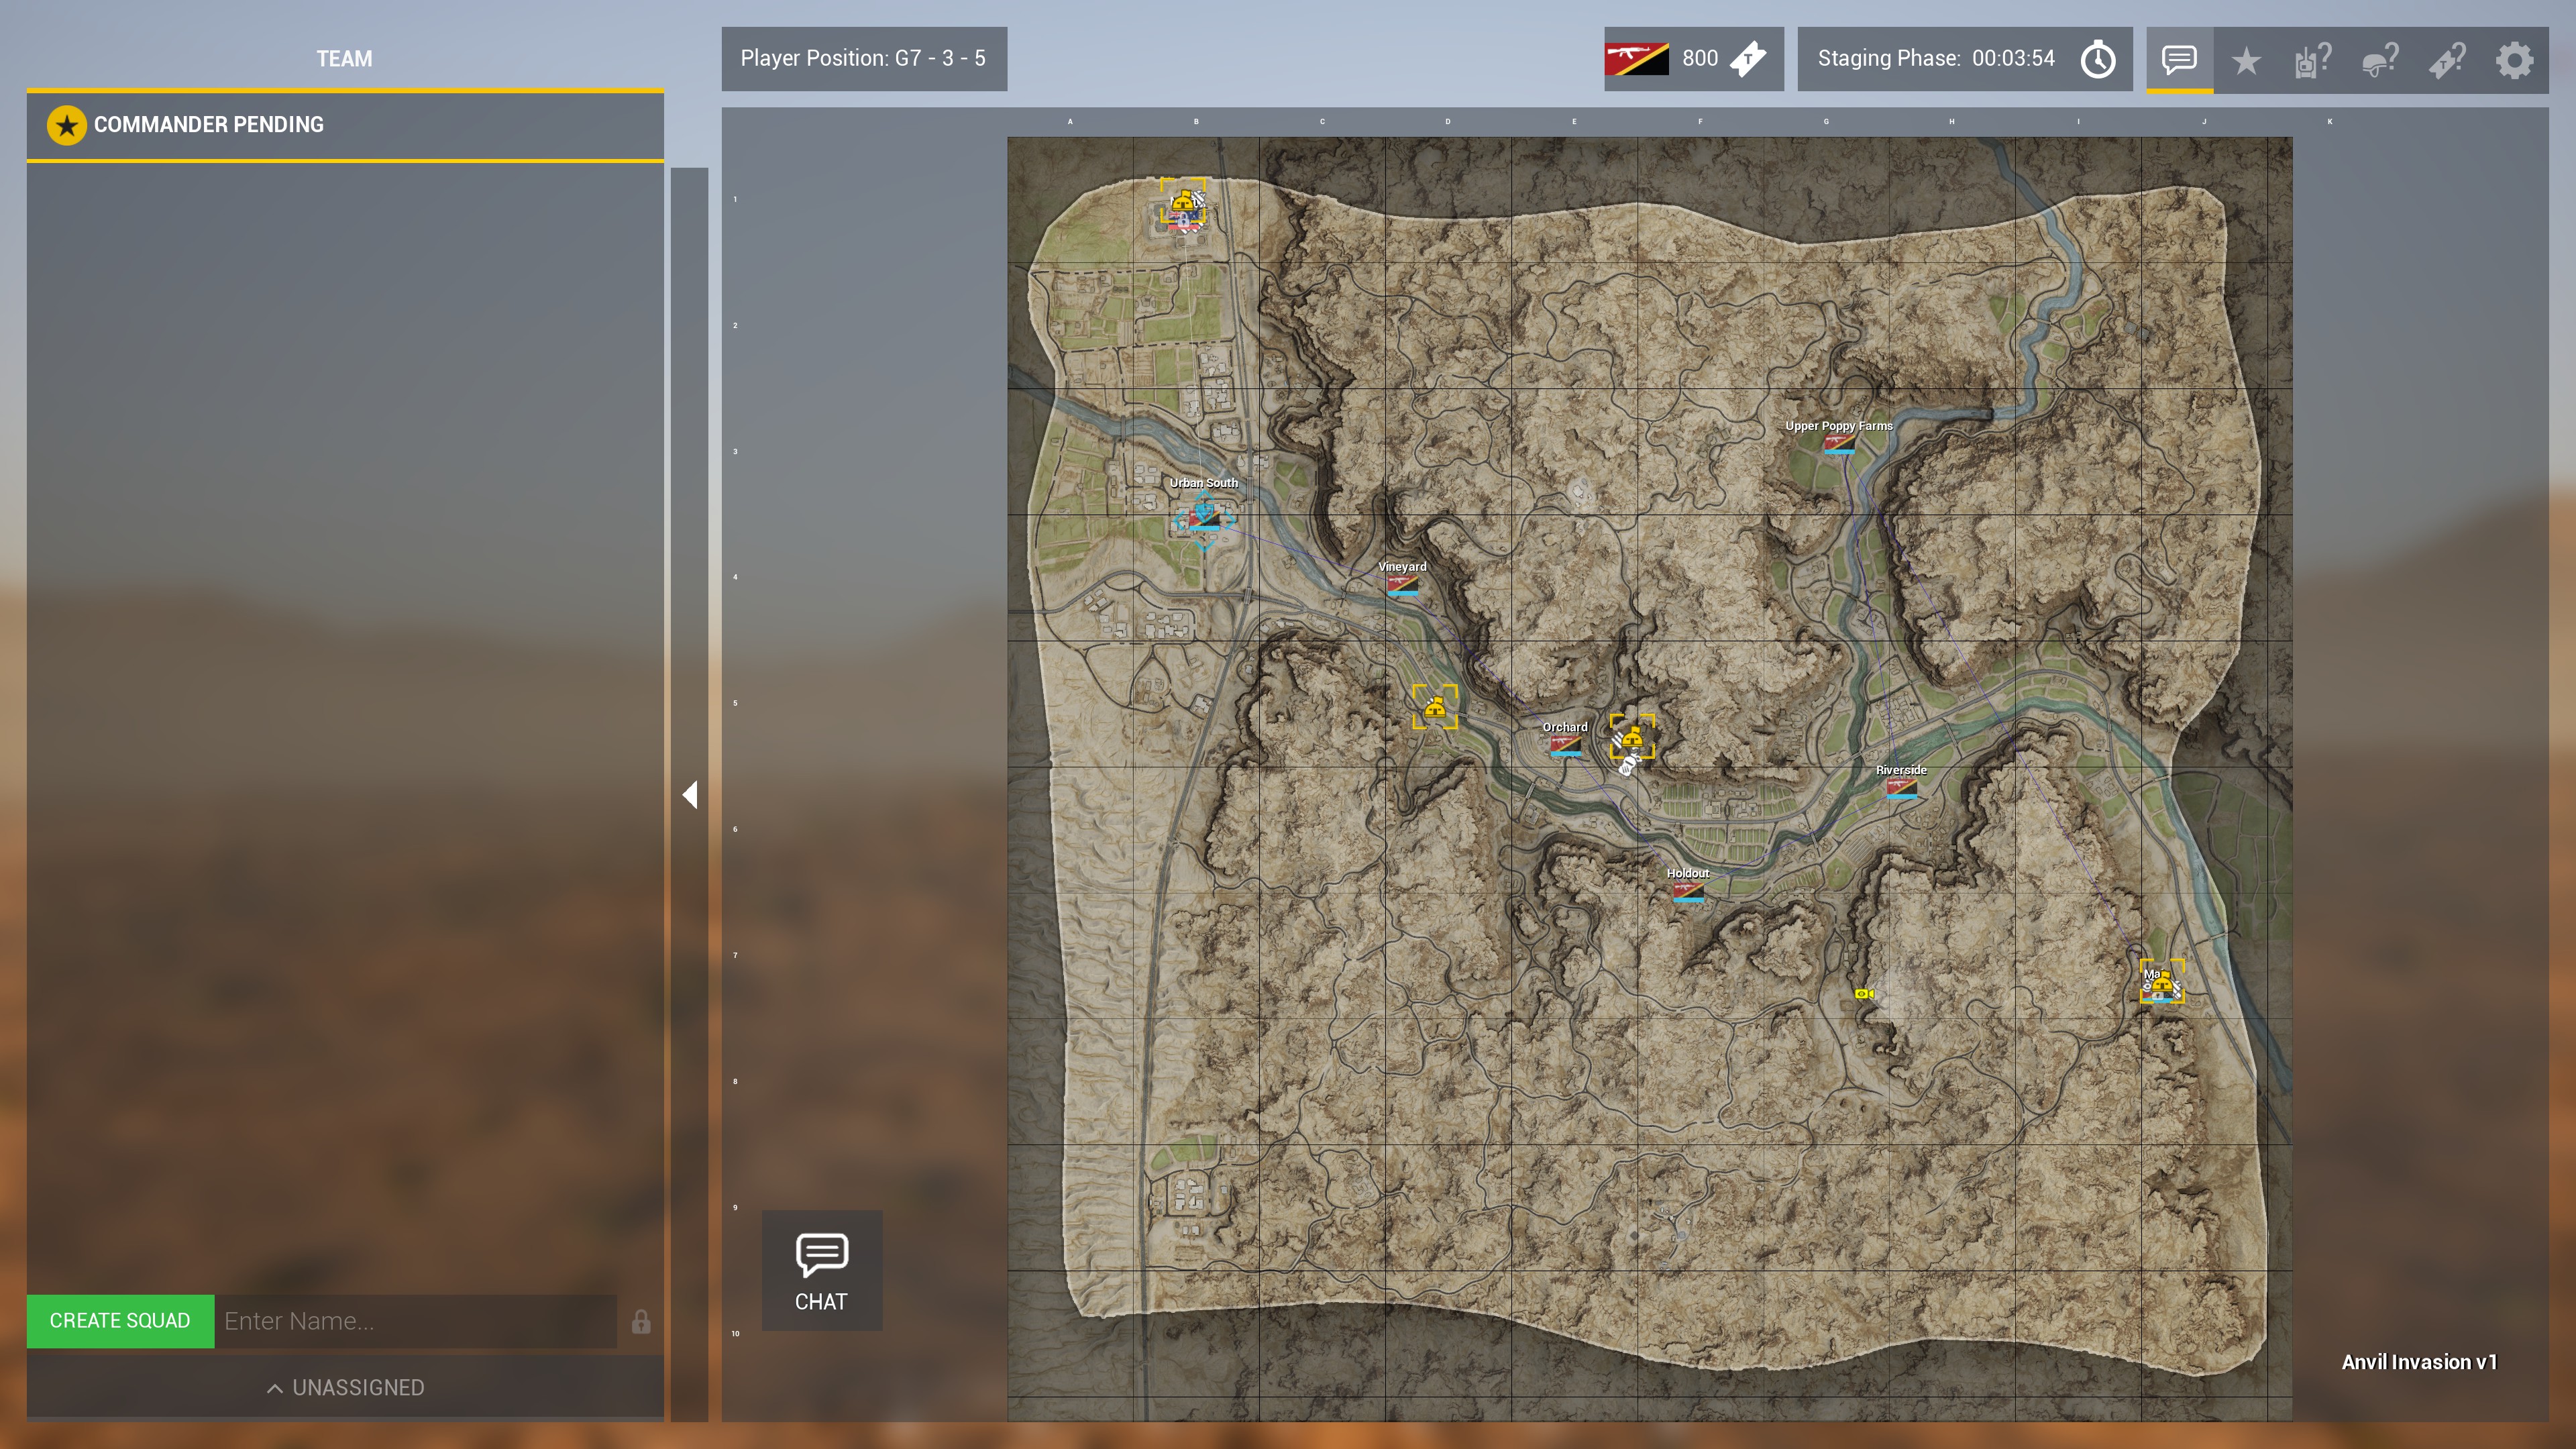 TEAM
Player Position: G7 - 3 - 5
800
Staging Phase: 00:03:54
COMMANDER PENDING
A B C D E F G H I J K
1
2
Upper Poppy Farms
3
Urban South
Vineyard
4
5
Orchard
Riverside
6
Holdout
7
Ma
8
9
CHAT
CREATE SQUAD Enter Name...
10
Anvil Invasion v1
UNASSIGNED